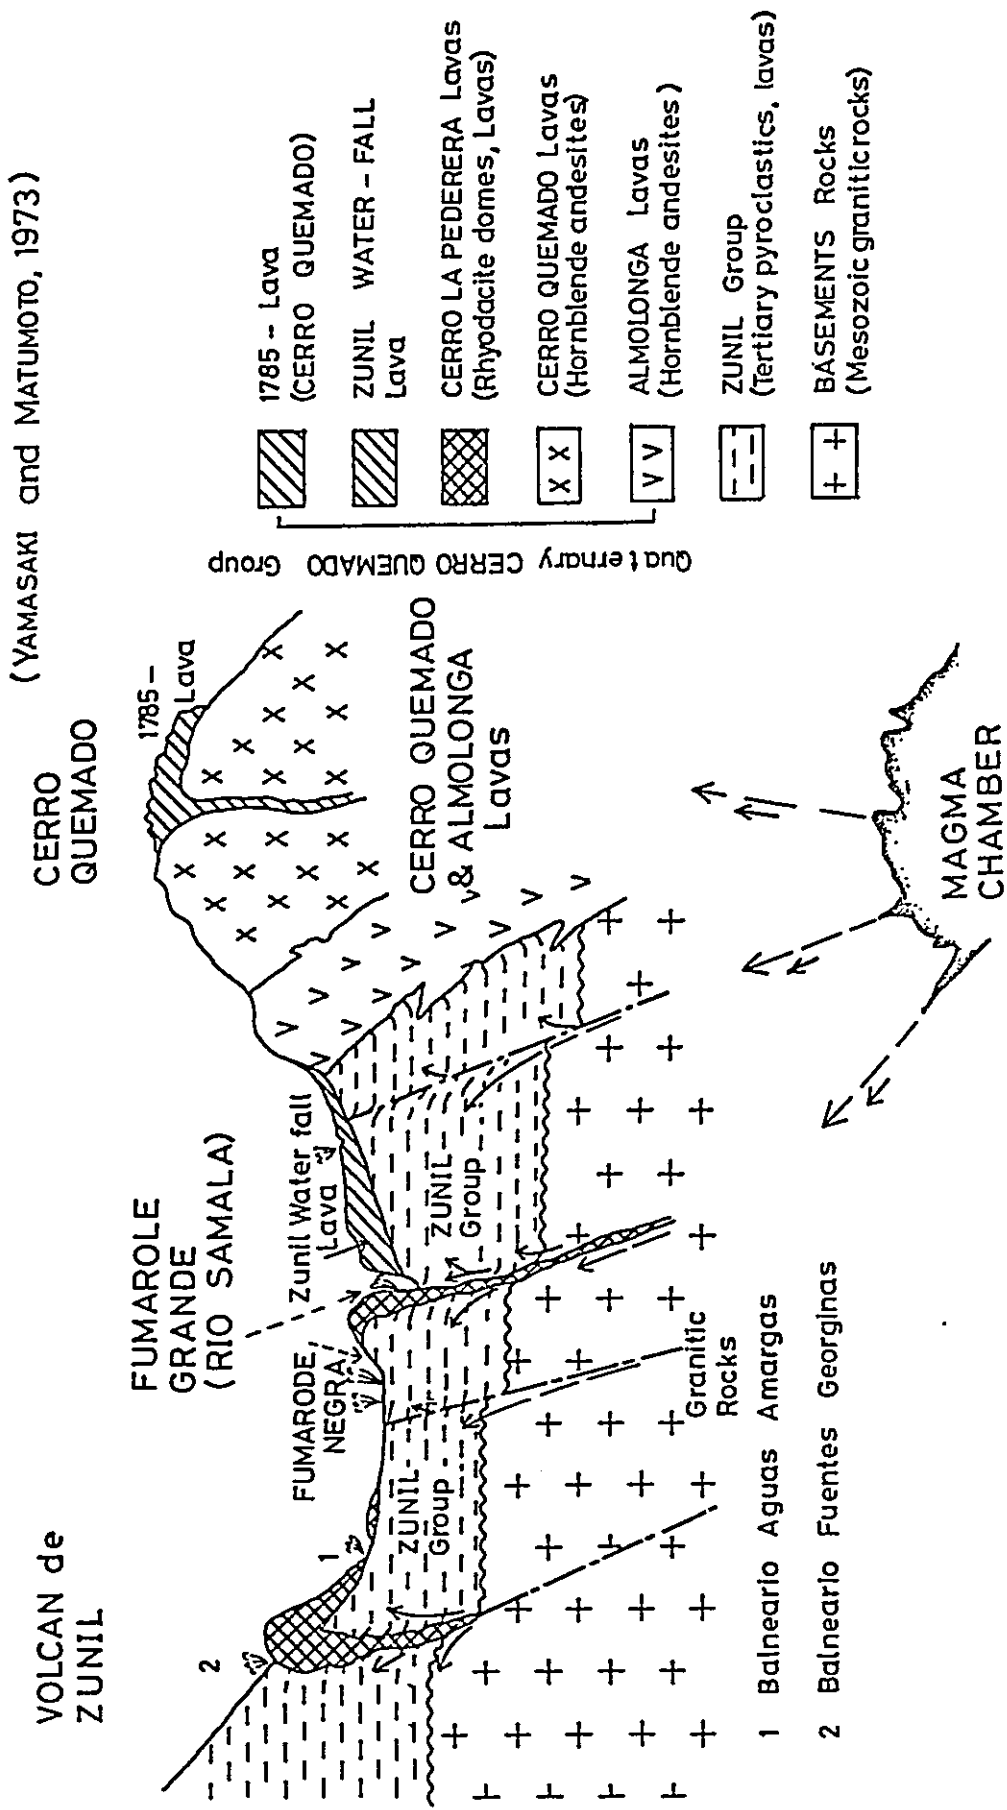 (YAMASAKI and MATUMOTO, 1973)
VOLCAN de
ZUNIL
FUMAROLE
GRANDE
(RIO SAMALA)
CERRO
QUEMADO
2
1
FUMARODE
NEGRA
Zunil Water fall
Lava
1785 -
Lava
ZUNIL
Group
ZUNIL
Group
CERRO QUEMADO
& ALMOLONGA
Lavas
Granitic
Rocks
MAGMA
CHAMBER
1 Balneario Aguas Amargas
2 Balneario Fuentes Georginas
Quaternary CERRO QUEMADO Group
1785 - Lava
(CERRO QUEMADO)
ZUNIL WATER - FALL
Lava
CERRO LA PEDERERA Lavas
(Rhyodacite domes, Lavas)
CERRO QUEMADO Lavas
(Hornblende andesites)
ALMOLONGA Lavas
(Hornblende andesites)
ZUNIL Group
(Tertiary pyroclastics, lavas)
BASEMENTS Rocks
(Mesozoic granitic rocks)